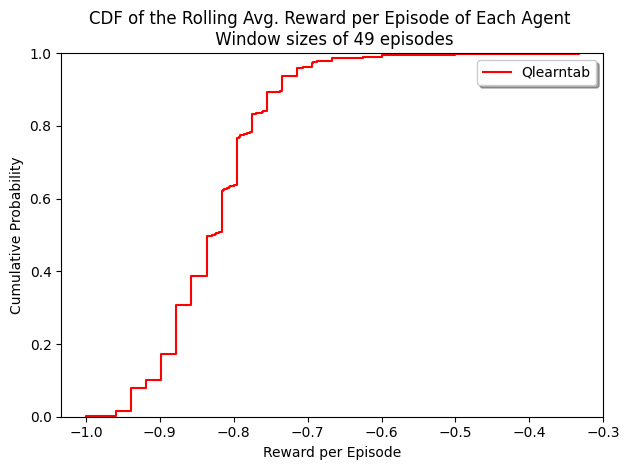 CDF of the Rolling Avg. Reward per Episode of Each Agent
Window sizes of 49 episodes
Qlearntab
Cumulative Probability
1.0
0.8
0.6
0.4
0.2
0.0
−1.0 −0.9 −0.8 −0.7 −0.6 −0.5 −0.4 −0.3
Reward per Episode